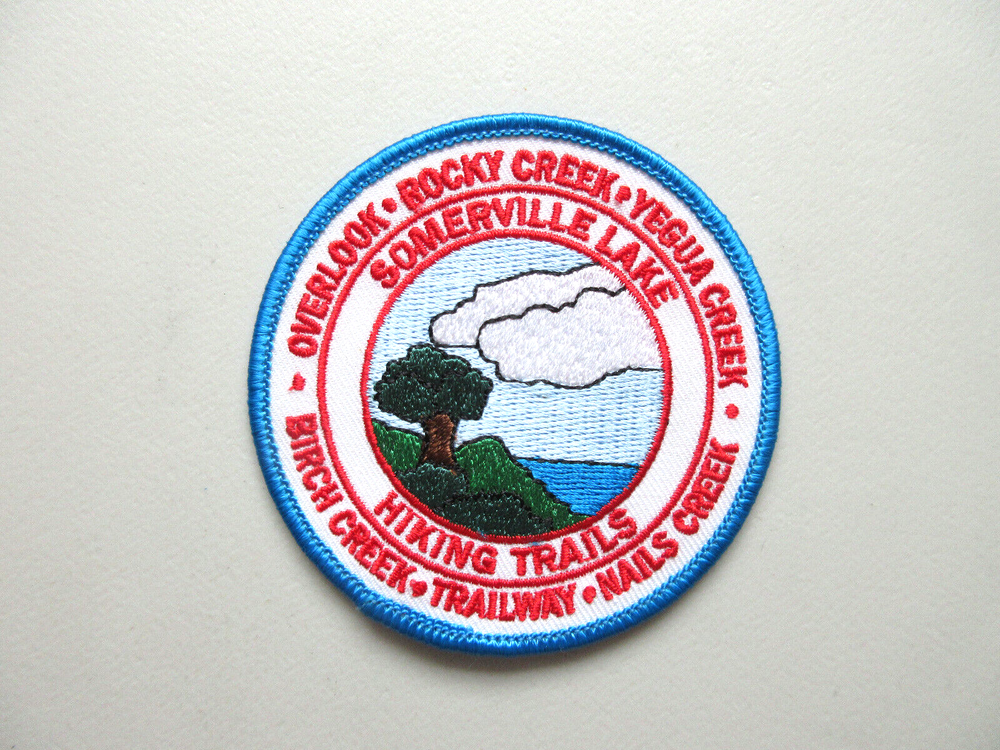 OVERLOOK • ROCKY CREEK • YEGUA CREEK •
BIRCH CREEK • TRAILWAY • NAILS CREEK •
SOMERVILLE LAKE
HIKING TRAILS